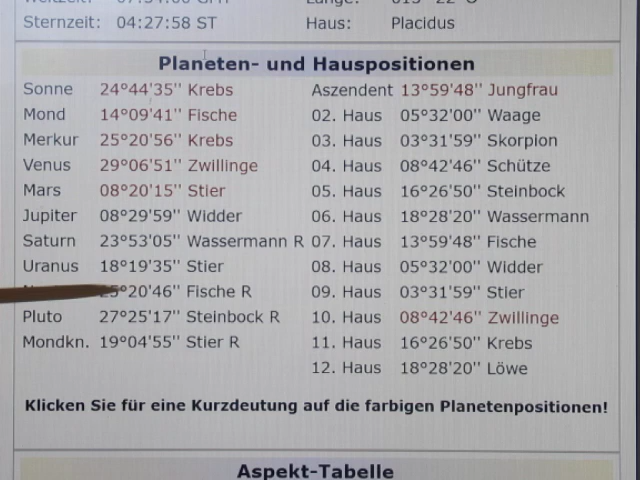 Sternzeit: 04:27:58 ST Haus: Placidus
Planeten- und Hauspositionen
Sonne 24°44'35" Krebs Aszendent 13°59'48" Jungfrau
Mond 14°09'41" Fische 02. Haus 05°32'00" Waage
Merkur 25°20'56" Krebs 03. Haus 03°31'59" Skorpion
Venus 29°06'51" Zwillinge 04. Haus 08°42'46" Schütze
Mars 08°20'15" Stier 05. Haus 16°26'50" Steinbock
Jupiter 08°29'59" Widder 06. Haus 18°28'20" Wassermann
Saturn 23°53'05" Wassermann R 07. Haus 13°59'48" Fische
Uranus 18°19'35" Stier 08. Haus 05°32'00" Widder
25°20'46" Fische R 09. Haus 03°31'59" Stier
Pluto 27°25'17" Steinbock R 10. Haus 08°42'46" Zwillinge
Mondkn. 19°04'55" Stier R 11. Haus 16°26'50" Krebs
12. Haus 18°28'20" Löwe
Klicken Sie für eine Kurzdeutung auf die farbigen Planetenpositionen!
Aspekt-Tabelle